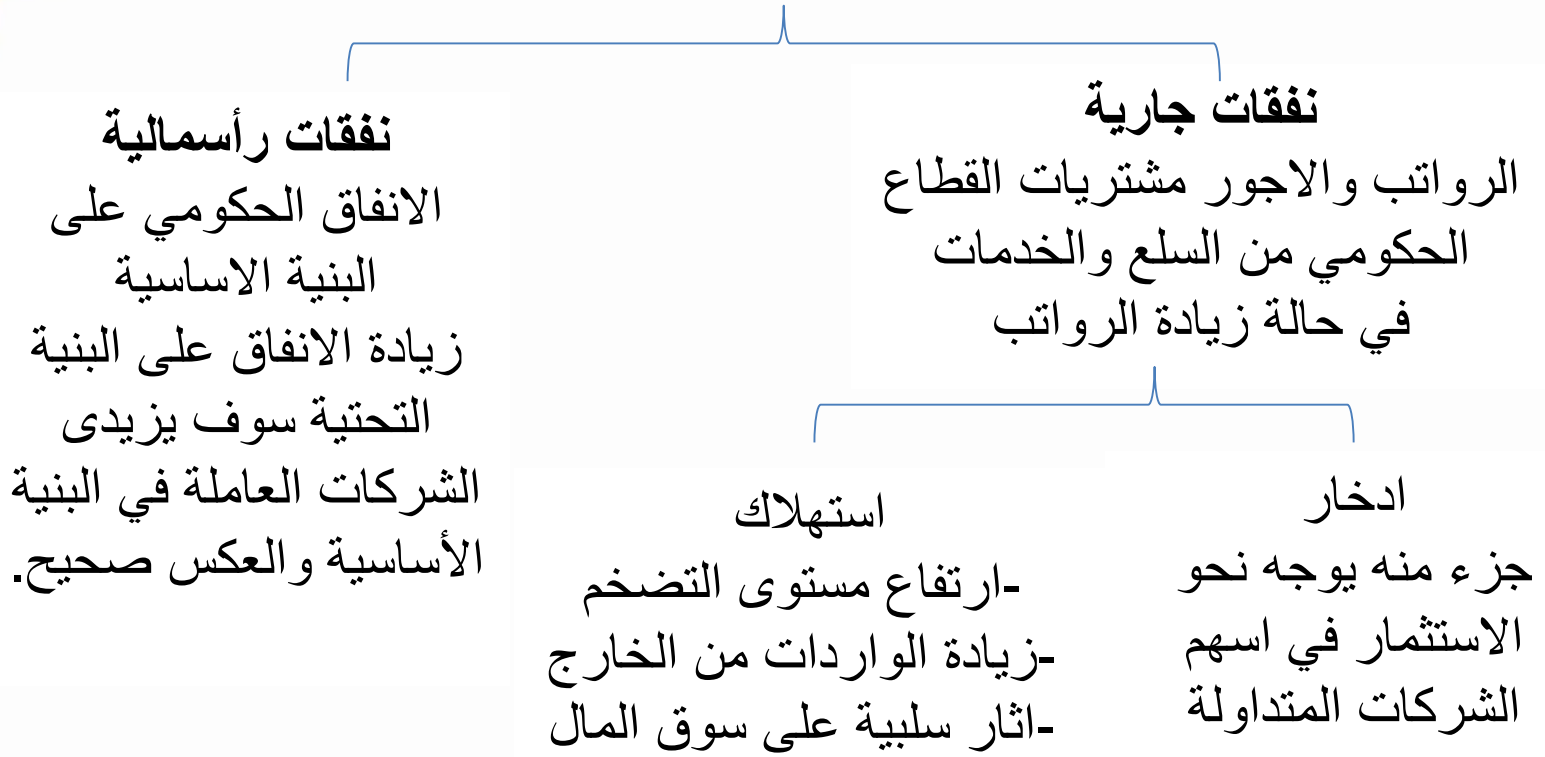 نفقات جارية
الرواتب والاجور مشتريات القطاع
الحكومي من السلع والخدمات
في حالة زيادة الرواتب
ادخار
جزء منه يوجه نحو
الاستثمار في اسهم
الشركات المتداولة
استهلاك
-ارتفاع مستوى التضخم
-زيادة الواردات من الخارج
-اثار سلبية على سوق المال
نفقات رأسمالية
الانفاق الحكومي على
البنية الاساسية
زيادة الانفاق على البنية
التحتية سوف يزيدى
الشركات العاملة في البنية
الأساسية والعكس صحيح.